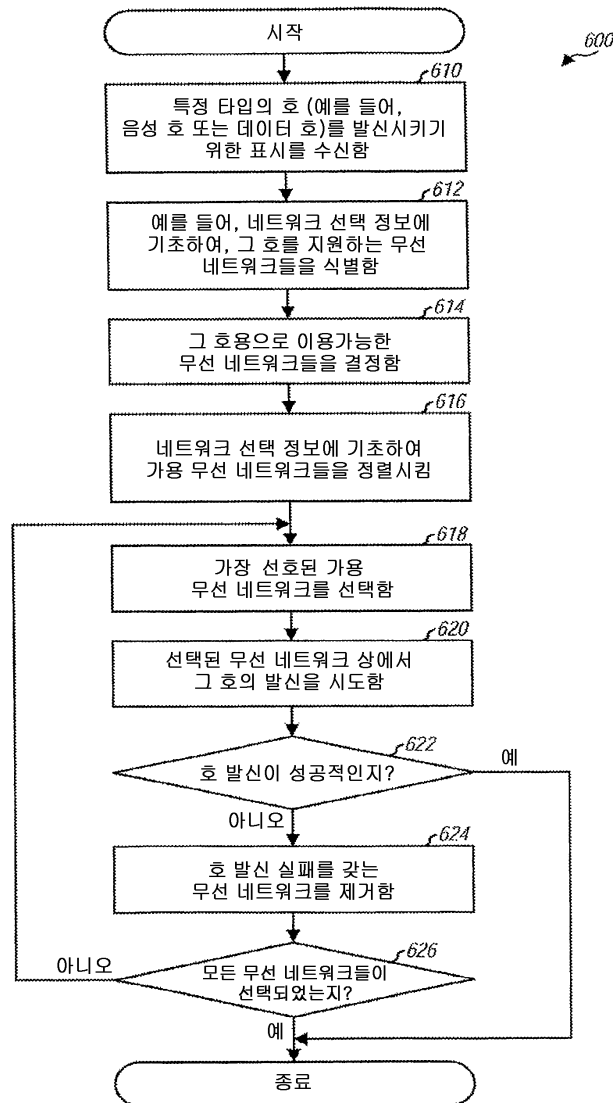 시작
600
610
특정 타입의 호 (예를 들어,
음성 호 또는 데이터 호)를 발신시키기
위한 표시를 수신함
612
예를 들어, 네트워크 선택 정보에
기초하여, 그 호를 지원하는 무선
네트워크들을 식별함
614
그 호용으로 이용가능한
무선 네트워크들을 결정함
616
네트워크 선택 정보에 기초하여
가용 무선 네트워크들을 정렬시킴
618
가장 선호된 가용
무선 네트워크를 선택함
620
선택된 무선 네트워크 상에서
그 호의 발신을 시도함
622
호 발신이 성공적인지?
예
아니오
624
호 발신 실패를 갖는
무선 네트워크를 제거함
626
모든 무선 네트워크들이
선택되었는지?
아니오
예
종료